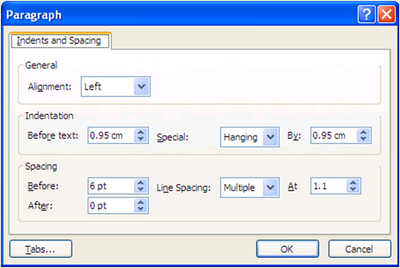 Paragraph
Indents and Spacing
General
Alignment: Left
Indentation
Before text: 0.95 cm Special: Hanging By: 0.95 cm
Spacing
Before: 6 pt Line Spacing: Multiple At 1.1
After: 0 pt
Tabs... OK Cancel